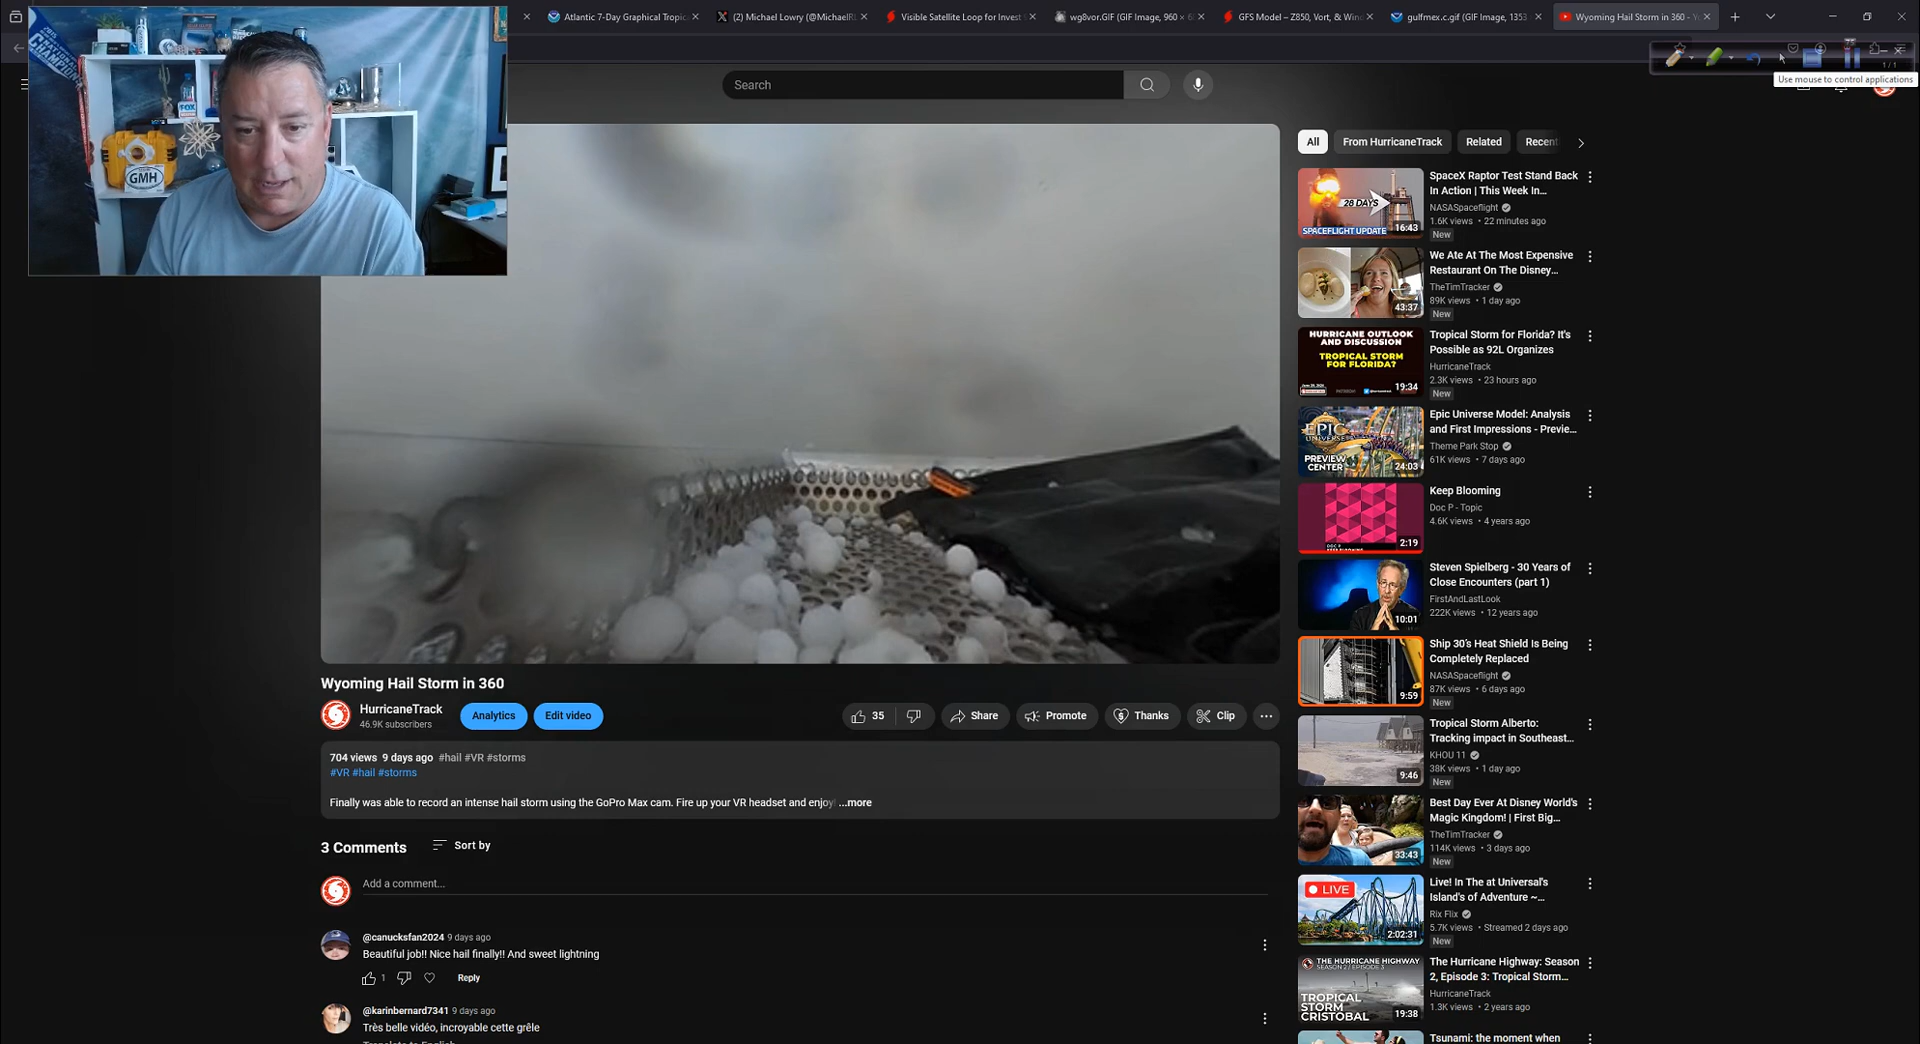 Atlantic 7-Day Graphical Tropic
(2) Michael Lowry (@MichaelRL
Visible Satellite Loop for Invest 9
wg8vor.GIF (GIF Image, 960 × 6
GFS Model – Z850, Vort, & Win
gulfmex.c.gif (GIF Image, 1353
Wyoming Hail Storm in 360 - Y
1 / 1
Use mouse to control applications
CHAMPIONS
FOX
GMH
Search
All
From HurricaneTrack
Related
Recent
28 DAYS
SPACEFLIGHT UPDATE
16:43
SpaceX Raptor Test Stand Back
In Action | This Week In...
NASASpaceflight
1.6K views • 22 minutes ago
New
43:37
We Ate At The Most Expensive
Restaurant On The Disney...
TheTimTracker
89K views • 1 day ago
New
HURRICANE OUTLOOK
AND DISCUSSION
TROPICAL STORM
FOR FLORIDA?
19:34
Tropical Storm for Florida? It's
Possible as 92L Organizes
HurricaneTrack
2.3K views • 23 hours ago
New
EPIC
UNIVERSE
PREVIEW
CENTER
24:03
Epic Universe Model: Analysis
and First Impressions - Previe...
Theme Park Stop
61K views • 7 days ago
DOC P
KEEP BLOOMING
2:19
Keep Blooming
Doc P - Topic
4.6K views • 4 years ago
10:01
Steven Spielberg - 30 Years of
Close Encounters (part 1)
FirstAndLastLook
222K views • 12 years ago
9:59
Ship 30's Heat Shield Is Being
Completely Replaced
NASASpaceflight
87K views • 6 days ago
New
9:46
Tropical Storm Alberto:
Tracking impact in Southeast...
KHOU 11
38K views • 1 day ago
New
33:43
Best Day Ever At Disney World's
Magic Kingdom! | First Big...
TheTimTracker
114K views • 3 days ago
New
LIVE
2:02:31
Live! In The at Universal's
Island's of Adventure ~...
Rix Flix
5.7K views • Streamed 2 days ago
New
THE HURRICANE HIGHWAY
SEASON 2 / EPISODE 3
TROPICAL
STORM
CRISTOBAL
19:38
The Hurricane Highway: Season
2, Episode 3: Tropical Storm...
HurricaneTrack
1.3K views • 2 years ago
Tsunami: the moment when
Wyoming Hail Storm in 360
HurricaneTrack
46.9K subscribers
Analytics
Edit video
35
Share
Promote
Thanks
Clip
704 views 9 days ago #hail #VR #storms
#VR #hail #storms
Finally was able to record an intense hail storm using the GoPro Max cam. Fire up your VR headset and enjoy! ...more
3 Comments
Sort by
Add a comment...
@canucksfan2024 9 days ago
Beautiful job!! Nice hail finally!! And sweet lightning
1
Reply
@karinbernard7341 9 days ago
Très belle vidéo, incroyable cette grêle
Translate to English